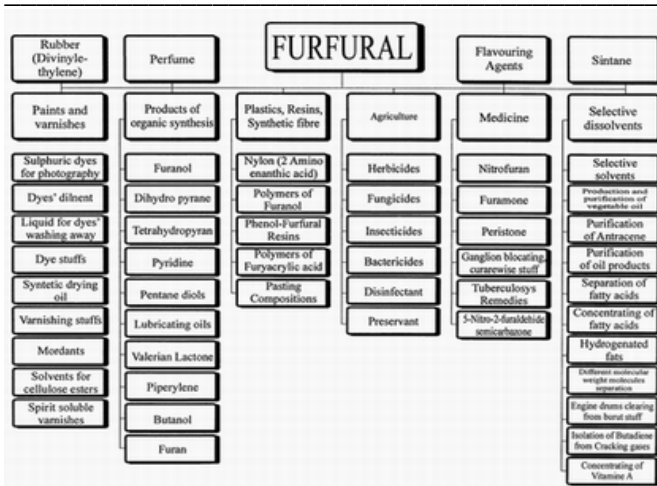 FURFURAL
Rubber
(Divinyle-
thylene)
Perfume
Flavouring
Agents
Sintane
Paints and
varnishes
Products of
organic synthesis
Plastics, Resins,
Synthetic fibre
Agriculture
Medicine
Selective
dissolvents
Sulphuric dyes
for photography
Dyes' dilnent
Liquid for dyes'
washing away
Dye stuffs
Syntetic drying
oil
Varnishing stuffs
Mordants
Solvents for
cellulose esters
Spirit soluble
varnishes
Furanol
Dihydro pyrane
Tetrahydropyran
Pyridine
Pentane diols
Lubricating oils
Valerian Lactone
Piperylene
Butanol
Furan
Nylon (2 Amino
enanthic acid)
Polymers of
Furanol
Phenol-Furfural
Resins
Polymers of
Furyacrylic acid
Pasting
Compositions
Herbicides
Fungicides
Insecticides
Bactericides
Disinfectant
Preservant
Nitrofuran
Furamone
Peristone
Ganglion blocating,
curarewise stuff
Tuberculosys
Remedies
5-Nitro-2-furaldehide
semicarbazone
Selective
solvents
Production and
purification of
vegetable oil
Purification
of Antracene
Purification
of oil products
Separation of
fatty acids
Concentrating of
fatty acids
Hydrogenated
fats
Different molecular
weight molecules
separation
Engine drums clearing
from burut stuff
Isolation of Butadiene
from Cracking gases
Concentrating of
Vitamine A